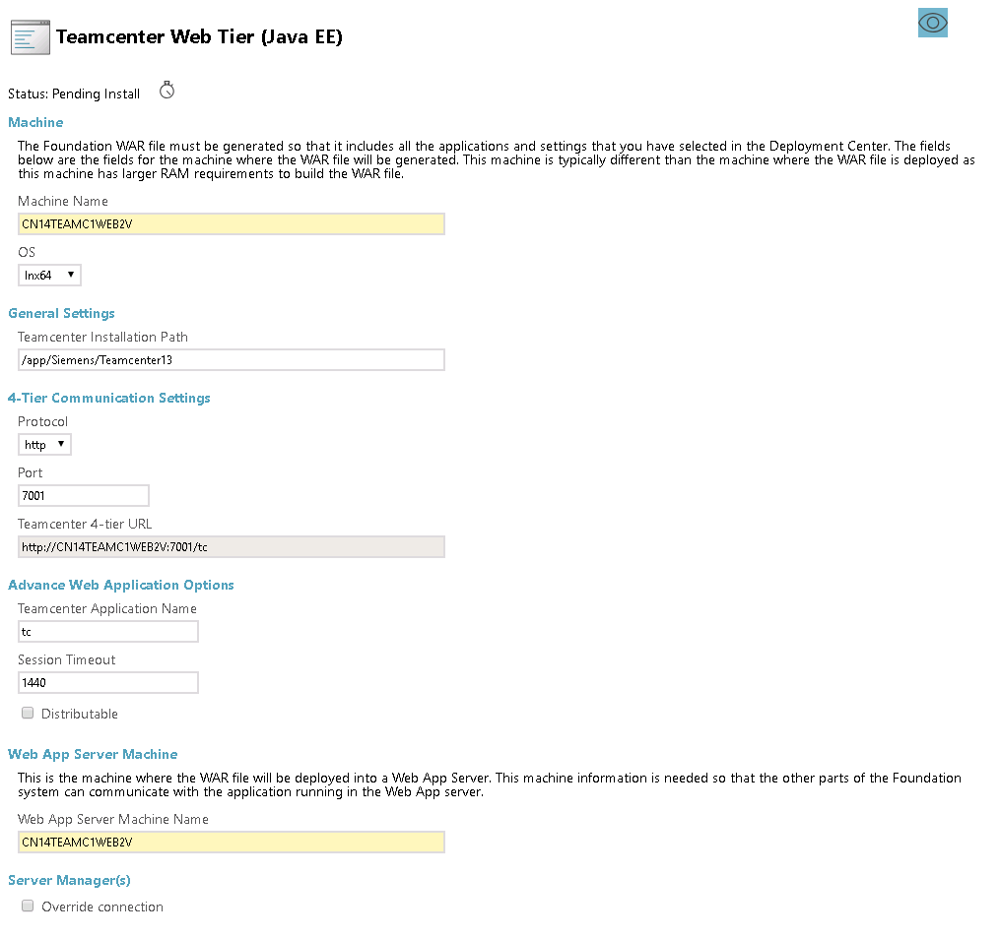 Teamcenter Web Tier (Java EE)
Status: Pending Install
Machine
The Foundation WAR file must be generated so that it includes all the applications and settings that you have selected in the Deployment Center. The fields
below are the fields for the machine where the WAR file will be generated. This machine is typically different than the machine where the WAR file is deployed as
this machine has larger RAM requirements to build the WAR file.
Machine Name
CN14TEAMC1WEB2V
OS
lnx64
General Settings
Teamcenter Installation Path
/app/Siemens/Teamcenter13
4-Tier Communication Settings
Protocol
http
Port
7001
Teamcenter 4-tier URL
http://CN14TEAMC1WEB2V:7001/tc
Advance Web Application Options
Teamcenter Application Name
tc
Session Timeout
1440
Distributable
Web App Server Machine
This is the machine where the WAR file will be deployed into a Web App Server. This machine information is needed so that the other parts of the Foundation
system can communicate with the application running in the Web App server.
Web App Server Machine Name
CN14TEAMC1WEB2V
Server Manager(s)
Override connection